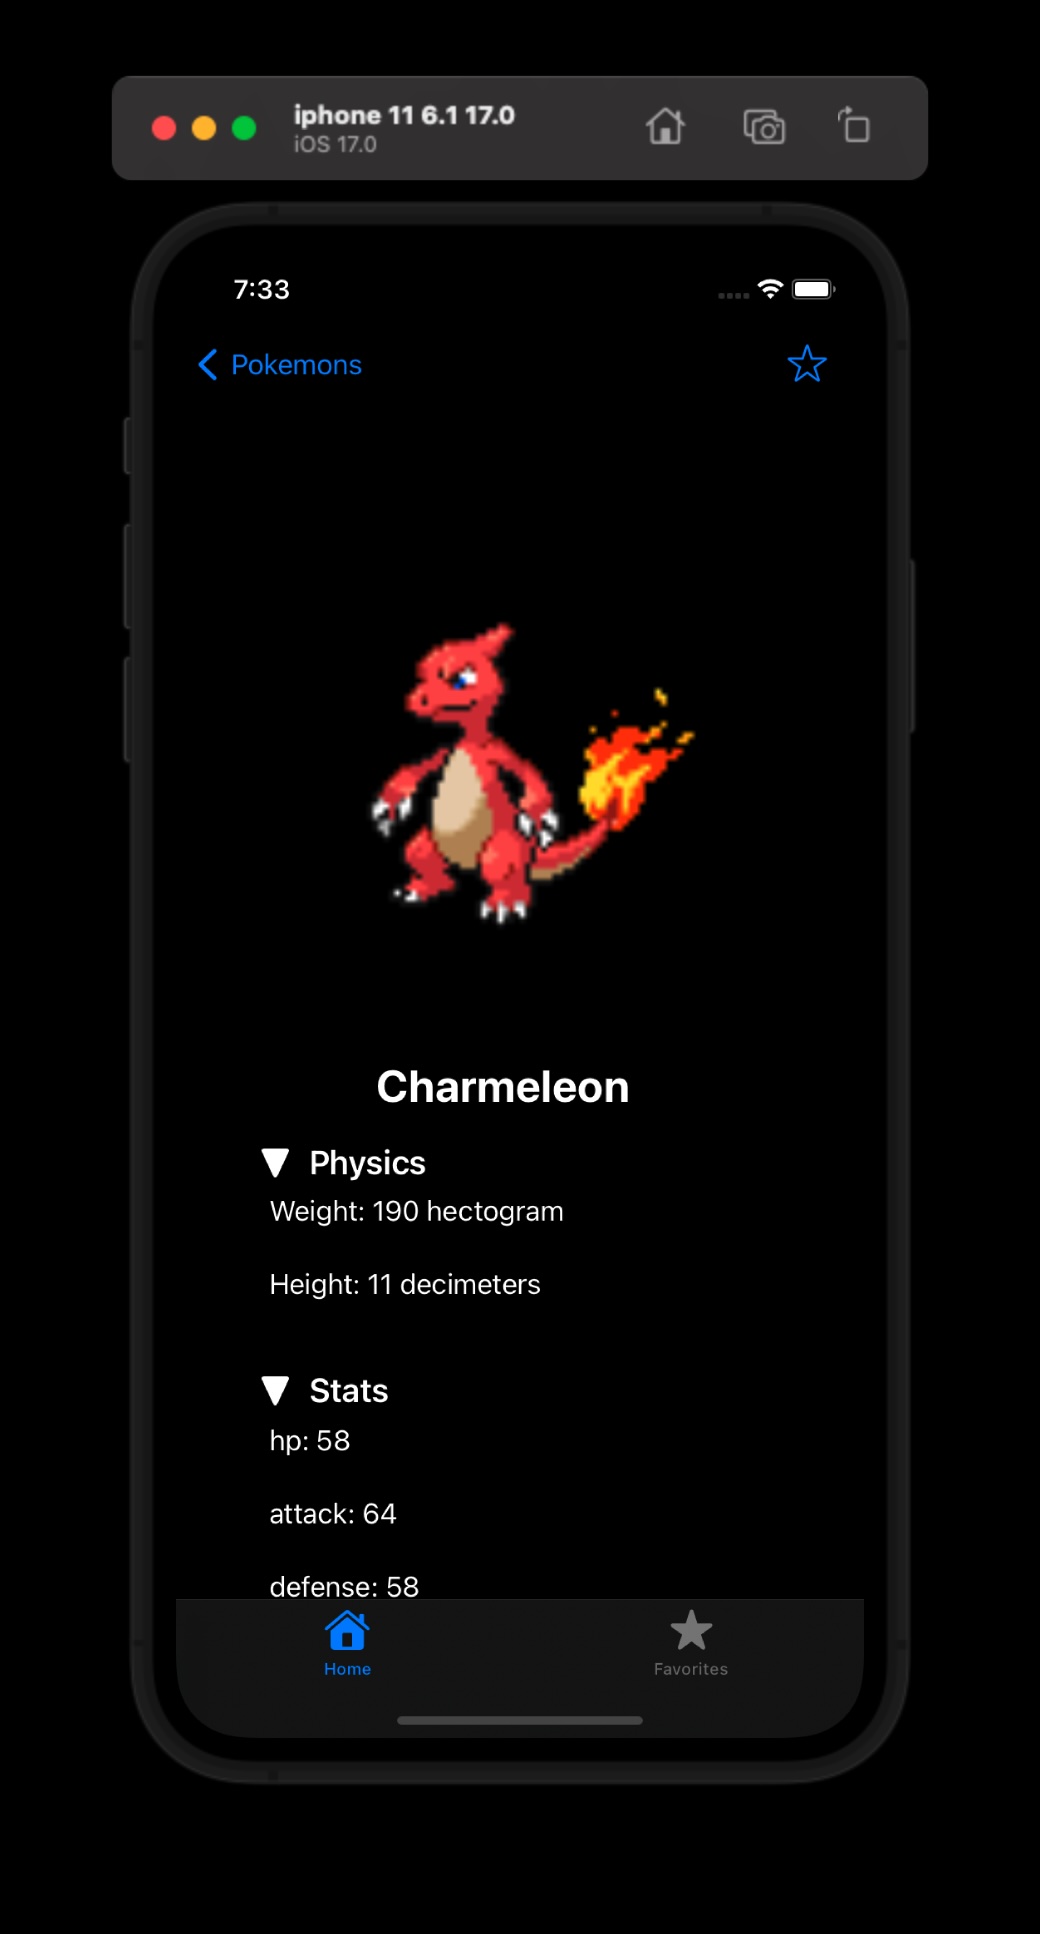 iphone 11 6.1 17.0
iOS 17.0
7:33
Pokemons
Charmeleon
Physics
Weight: 190 hectogram
Height: 11 decimeters
Stats
hp: 58
attack: 64
defense: 58
Home
Favorites